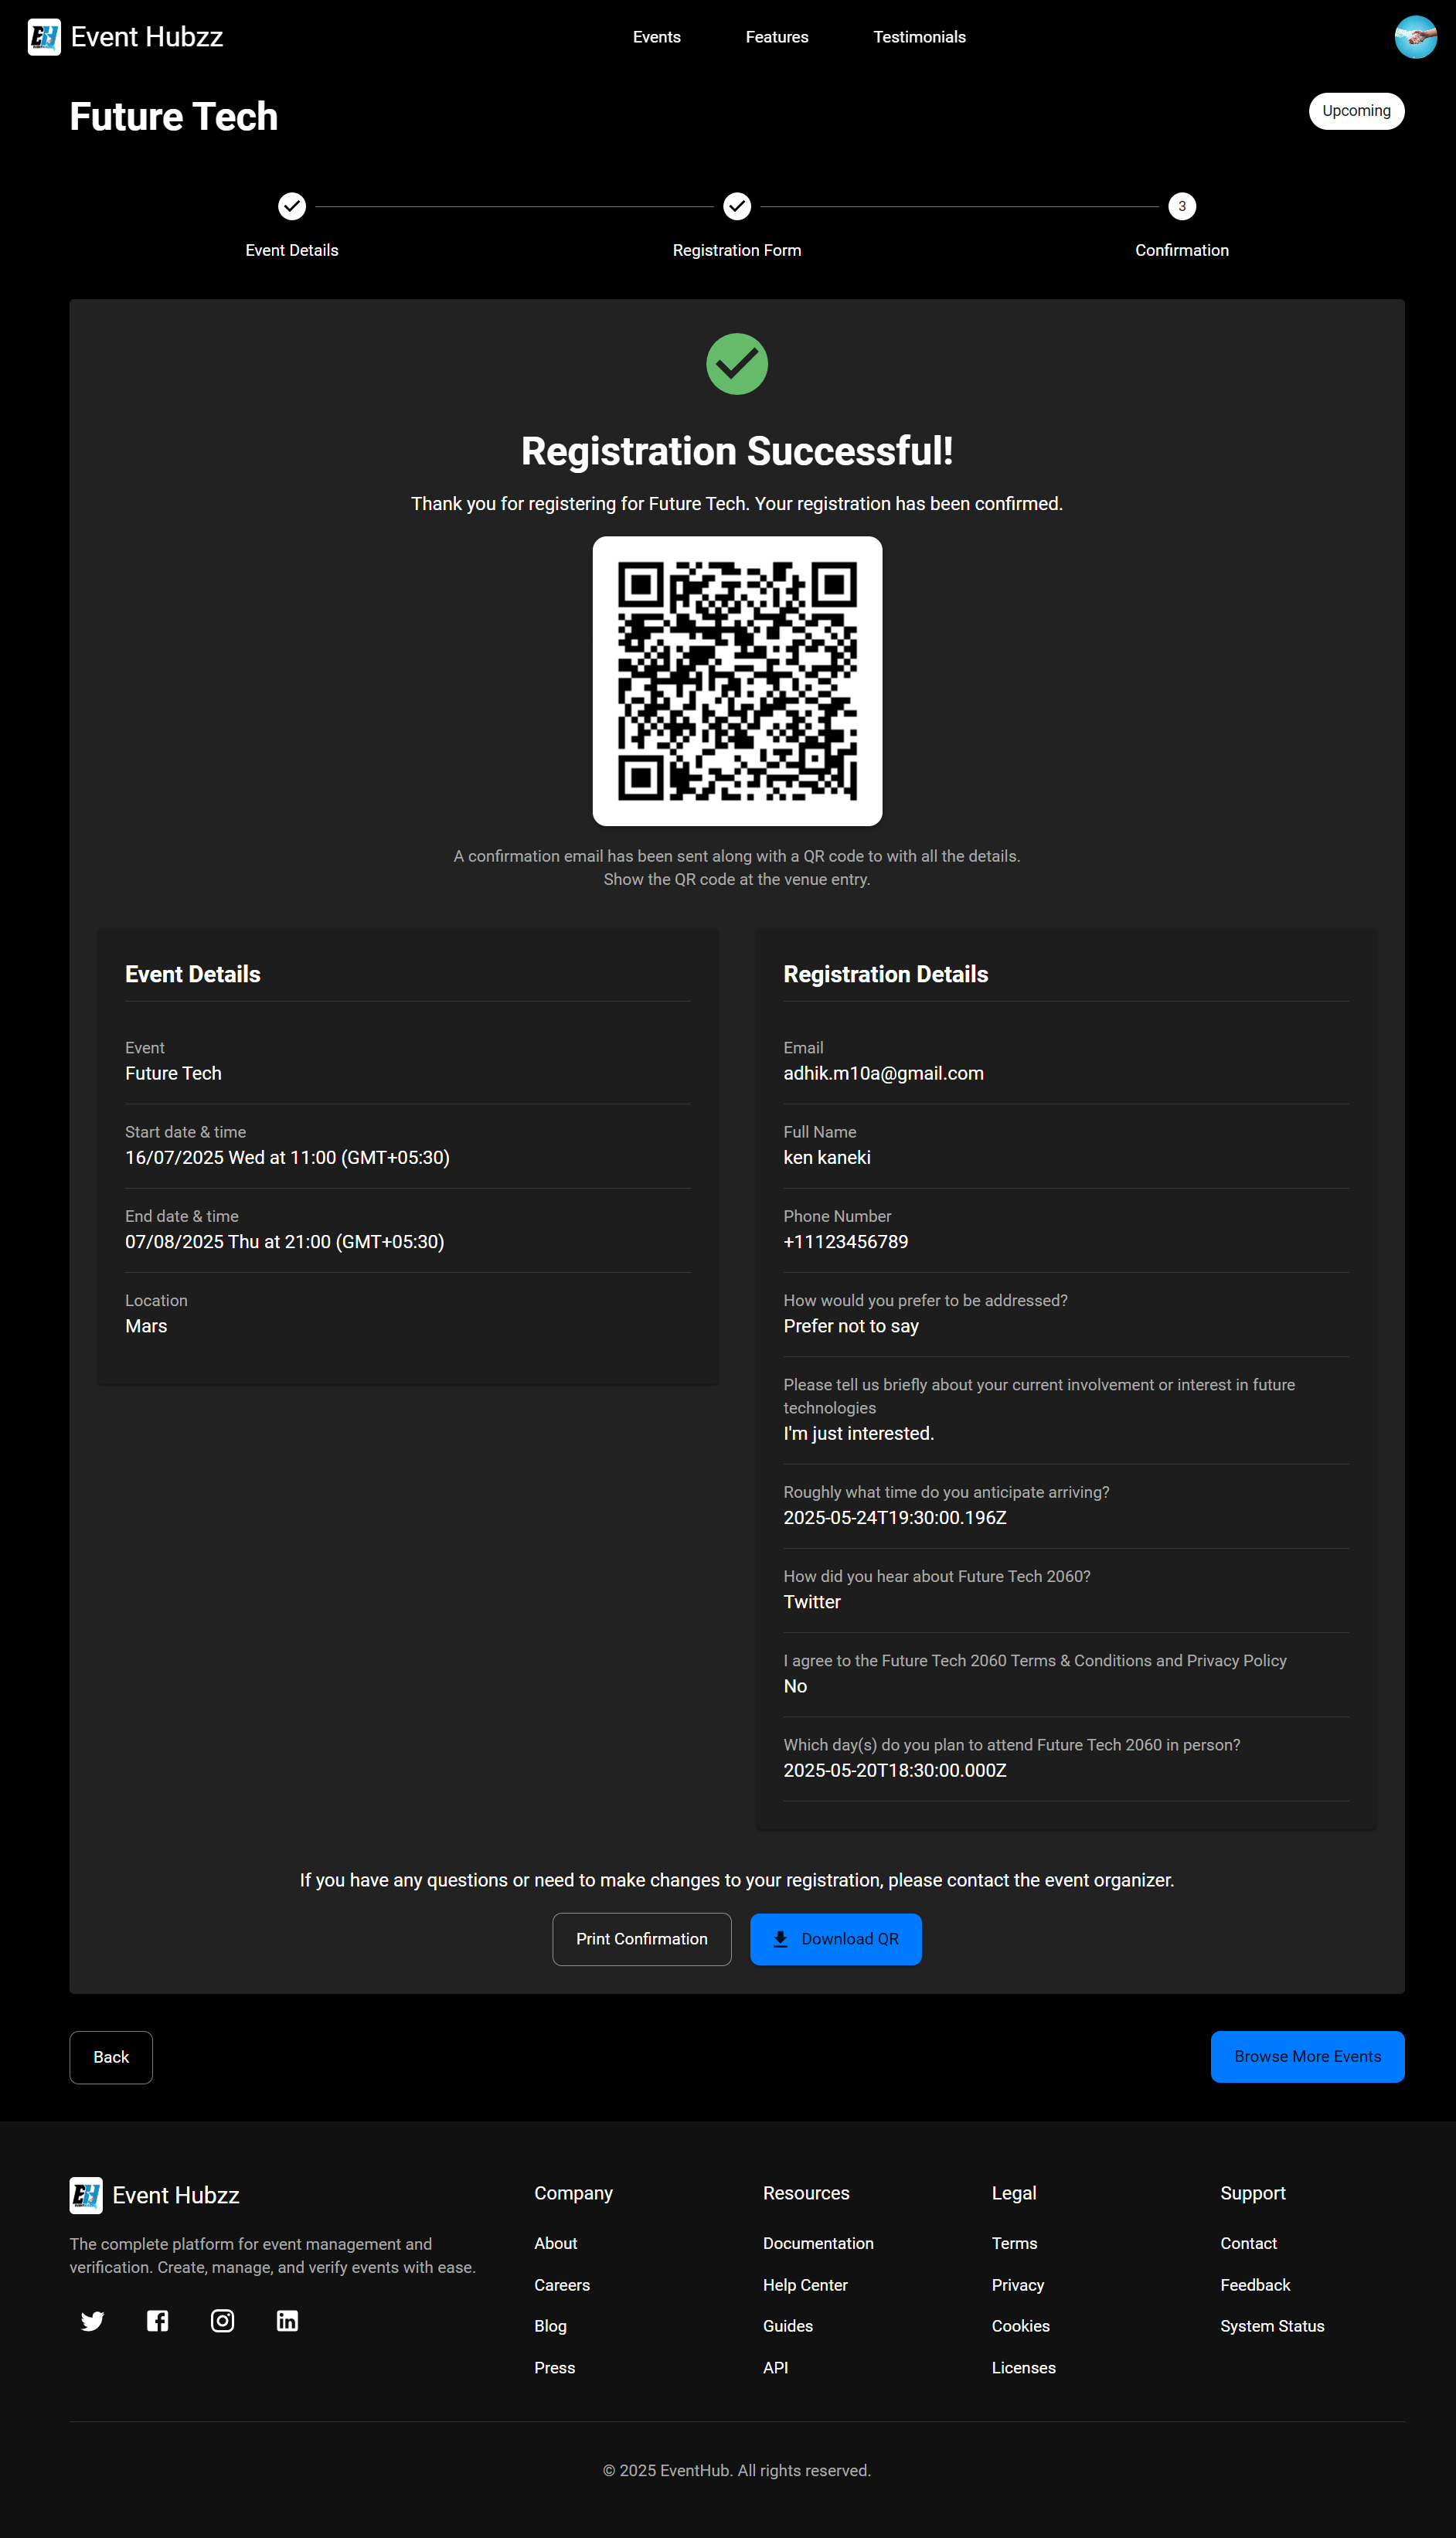 EH Event Hubzz
Events
Features
Testimonials
Future Tech
Upcoming
3
Event Details
Registration Form
Confirmation
Registration Successful!
Thank you for registering for Future Tech. Your registration has been confirmed.
A confirmation email has been sent along with a QR code to with all the details.
Show the QR code at the venue entry.
Event Details
Event
Future Tech
Start date & time
16/07/2025 Wed at 11:00 (GMT+05:30)
End date & time
07/08/2025 Thu at 21:00 (GMT+05:30)
Location
Mars
Registration Details
Email
adhik.m10a@gmail.com
Full Name
ken kaneki
Phone Number
+11123456789
How would you prefer to be addressed?
Prefer not to say
Please tell us briefly about your current involvement or interest in future
technologies
I'm just interested.
Roughly what time do you anticipate arriving?
2025-05-24T19:30:00.196Z
How did you hear about Future Tech 2060?
Twitter
I agree to the Future Tech 2060 Terms & Conditions and Privacy Policy
No
Which day(s) do you plan to attend Future Tech 2060 in person?
2025-05-20T18:30:00.000Z
If you have any questions or need to make changes to your registration, please contact the event organizer.
Print Confirmation
Download QR
Back
Browse More Events
EH Event Hubzz
The complete platform for event management and
verification. Create, manage, and verify events with ease.
Company
About
Careers
Blog
Press
Resources
Documentation
Help Center
Guides
API
Legal
Terms
Privacy
Cookies
Licenses
Support
Contact
Feedback
System Status
© 2025 EventHub. All rights reserved.